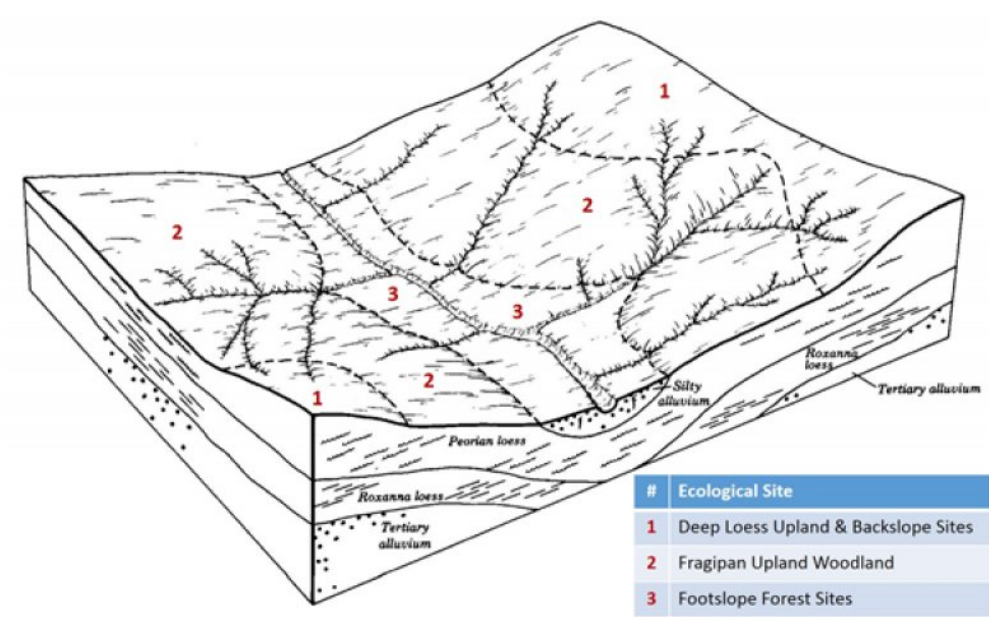 1
2
2
3
3
2
1
Roxanna
loess
Tertiary alluvium
Silty
alluvium
Peorian loess
Roxanna loess
Tertiary
alluvium
# Ecological Site
1 Deep Loess Upland & Backslope Sites
2 Fragipan Upland Woodland
3 Footslope Forest Sites